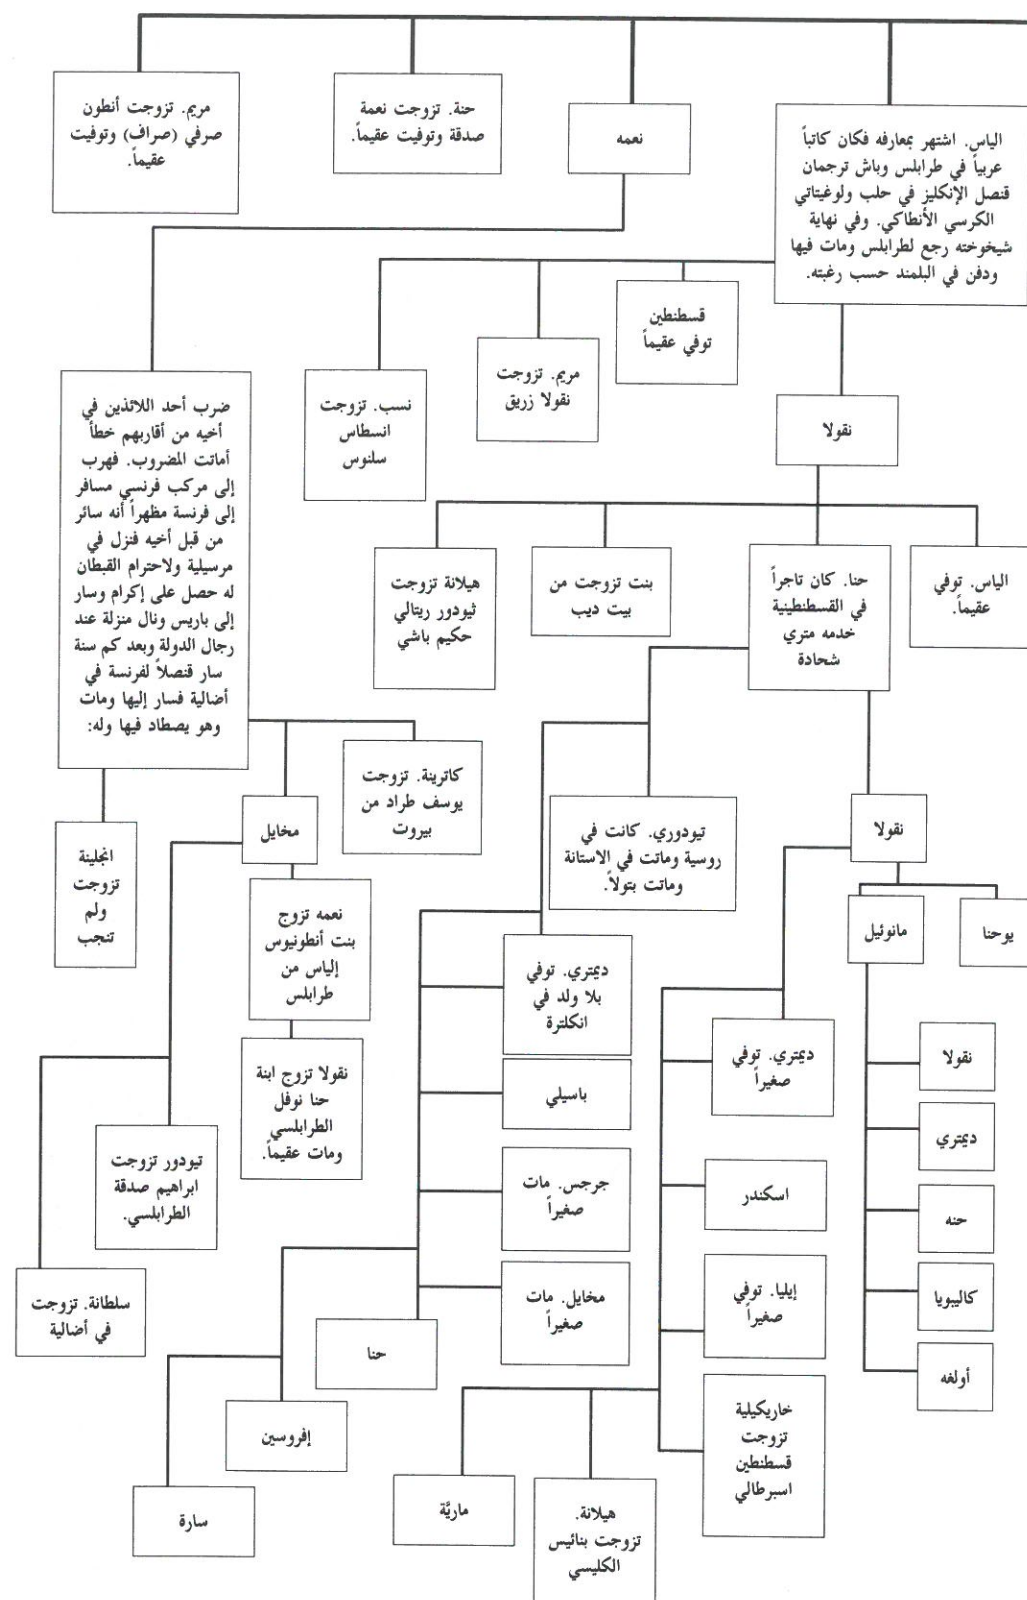 الياس. اشتهر بمعارفه فكان كاتباً
عربياً في طرابلس وباش ترجمان
قنصل الإنكليز في حلب ولوغيتاتي
الكرسي الأنطاكي. وفي نهاية
شيخوخته رجع لطرابلس ومات فيها
ودفن في البلمند حسب رغبته.
نعمه
حنة. تزوجت نعمة
صدقة وتوفيت عقيماً.
مريم. تزوجت أنطون
صرفي (صراف) وتوفيت
عقيماً.
قسطنطين
توفي عقيماً
مريم. تزوجت
نقولا زريق
نسب. تزوجت
انسطاس
سلنوس
نقولا
ضرب أحد اللائذين في
أخيه من أقاربهم خطأ
أماتت المضروب. فهرب
إلى مركب فرنسي مسافر
إلى فرنسة مظهراً أنه سائر
من قبل أخيه فنزل في
مرسيلية ولاحترام القبطان
له حصل على إكرام وسار
إلى باريس ونال منزلة عند
رجال الدولة وبعد كم سنة
سار قنصلاً لفرنسة في
أضالية فسار إليها ومات
وهو يصطاد فيها وله:
الياس. توفي
عقيماً.
حنا. كان تاجراً
في القسطنطينية
خدمه متري
شحادة
بنت تزوجت من
بيت ديب
هيلانة تزوجت
ثيودور ريتالي
حكيم باشي
كاترينة. تزوجت
يوسف طراد من
بيروت
مخايل
انجلينة
تزوجت
ولم
تنجب
نقولا
تيودوري. كانت في
روسية وماتت في الاستانة
وماتت بتولاً.
نعمه تزوج
بنت أنطونيوس
إلياس من
طرابلس
يوحنا
مانوئيل
ديمتري. توفي
بلا ولد في
انكلترة
نقولا تزوج ابنة
حنا نوفل
الطرابلسي
ومات عقيماً.
ديمتري. توفي
صغيراً
نقولا
باسيلي
ديمتري
تيودور تزوجت
ابراهيم صدقة
الطرابلسي.
جرجس. مات
صغيراً
اسكندر
حنه
سلطانة. تزوجت
في أضالية
مخايل. مات
صغيراً
إيليا. توفي
صغيراً
كاليبويا
حنا
أولغه
خاريكيلية
تزوجت
قسطنطين
اسبرطالي
إفروسين
سارة
ماريَّة
هيلانة.
تزوجت بنائيس
الكليسي